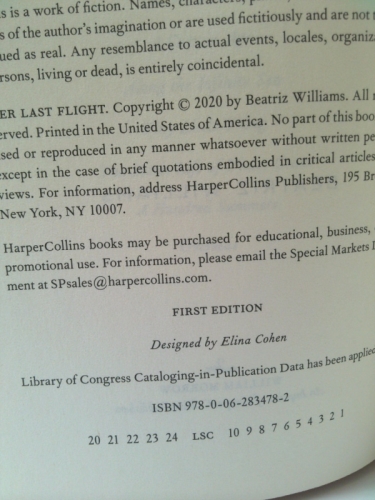 is a work of fiction. Names, characters,
s of the author's imagination or are used fictitiously and are not
ued as real. Any resemblance to actual events, locales, organiz
rsons, living or dead, is entirely coincidental.
ER LAST FLIGHT. Copyright © 2020 by Beatriz Williams. All
erved. Printed in the United States of America. No part of this boo
sed or reproduced in any manner whatsoever without written pe
except in the case of brief quotations embodied in critical articles
views. For information, address HarperCollins Publishers, 195 Br
New York, NY 10007.
HarperCollins books may be purchased for educational, business,
promotional use. For information, please email the Special Markets
ment at SPsales@harpercollins.com.
FIRST EDITION
Designed by Elina Cohen
Library of Congress Cataloging-in-Publication Data has been applied
ISBN 978-0-06-283478-2
20 21 22 23 24 LSC 10 9 8 7 6 5 4 3 2 1